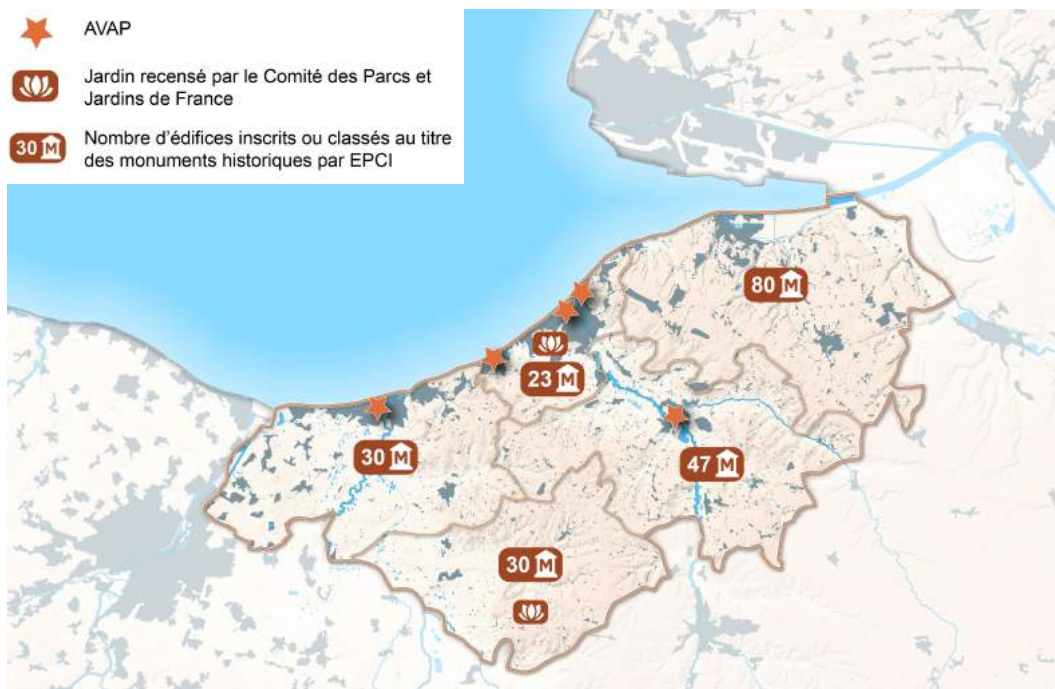 AVAP
Jardin recensé par le Comité des Parcs et
Jardins de France
30 M
Nombre d'édifices inscrits ou classés au titre
des monuments historiques par EPCI
80 M
23 M
30 M
47 M
30 M